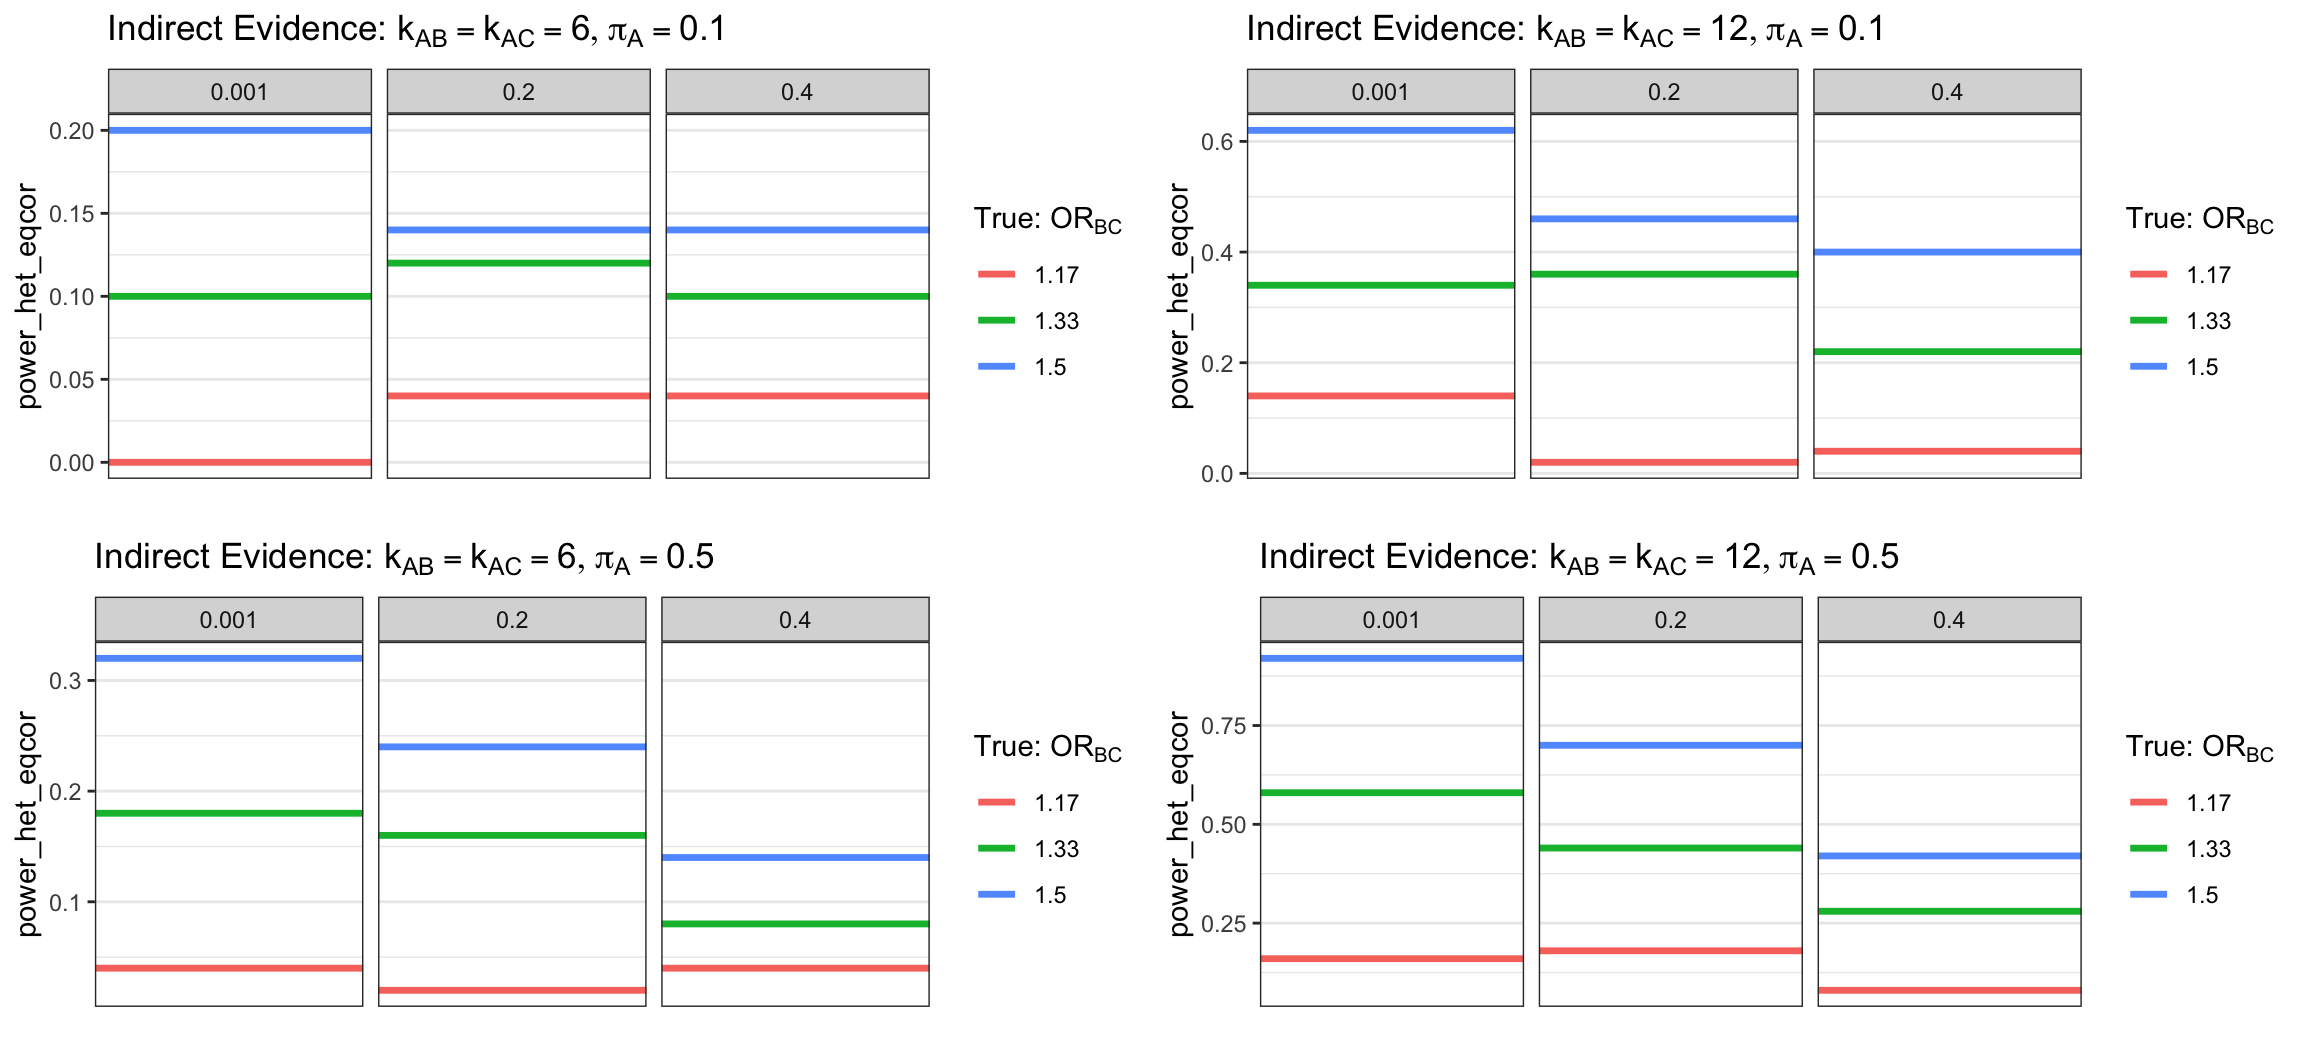 Indirect Evidence: kAB = kAC = 6, πA = 0.1
0.001 0.2 0.4
power_het_eqcor
0.20
0.15
0.10
0.05
0.00
True: ORBC
1.17
1.33
1.5
Indirect Evidence: kAB = kAC = 12, πA = 0.1
0.001 0.2 0.4
power_het_eqcor
0.6
0.4
0.2
0.0
True: ORBC
1.17
1.33
1.5
Indirect Evidence: kAB = kAC = 6, πA = 0.5
0.001 0.2 0.4
power_het_eqcor
0.3
0.2
0.1
True: ORBC
1.17
1.33
1.5
Indirect Evidence: kAB = kAC = 12, πA = 0.5
0.001 0.2 0.4
power_het_eqcor
0.75
0.50
0.25
True: ORBC
1.17
1.33
1.5